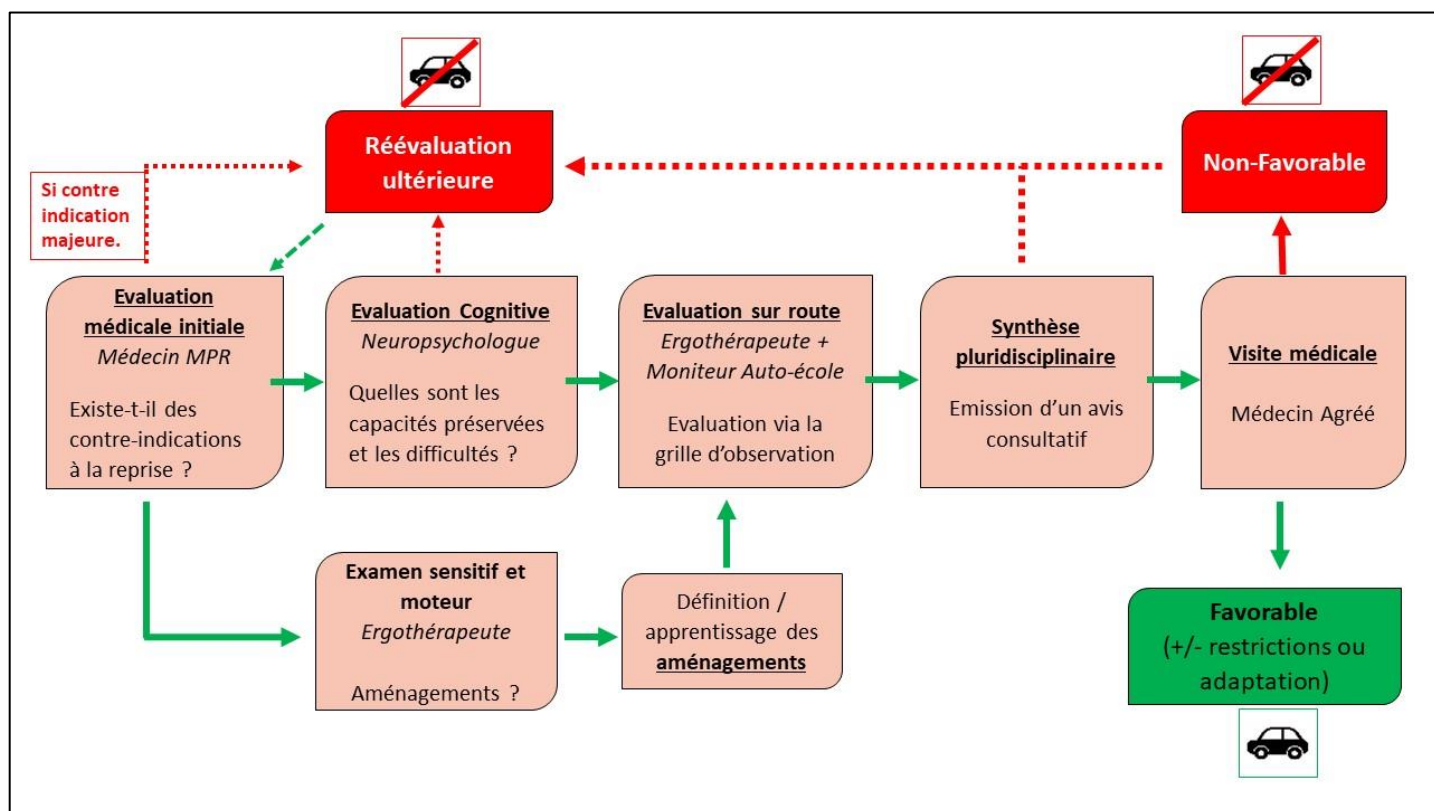 Réévaluation
ultérieure
Non-Favorable
Si contre
indication
majeure.
Evaluation
médicale initiale
Médecin MPR
Existe-t-il des
contre-indications
à la reprise ?
Evaluation Cognitive
Neuropsychologue
Quelles sont les
capacités préservées
et les difficultés ?
Evaluation sur route
Ergothérapeute +
Moniteur Auto-école
Evaluation via la
grille d’observation
Synthèse
pluridisciplinaire
Emission d’un avis
consultatif
Visite médicale
Médecin Agréé
Examen sensitif et
moteur
Ergothérapeute
Aménagements ?
Définition /
apprentissage des
aménagements
Favorable
(+/- restrictions ou
adaptation)